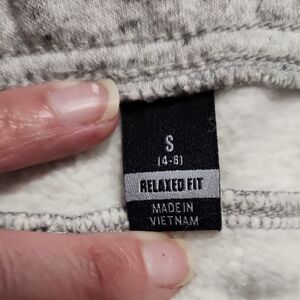 S
(4-6)
RELAXED FIT
MADE IN
VIETNAM